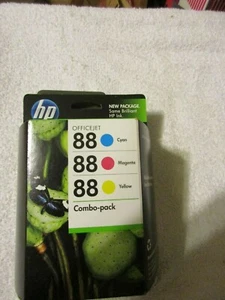 hp
NEW PACKAGE
Same Brilliant
HP Ink.
OFFICEJET
88 Cyan
88 Magenta
88 Yellow
Combo-pack